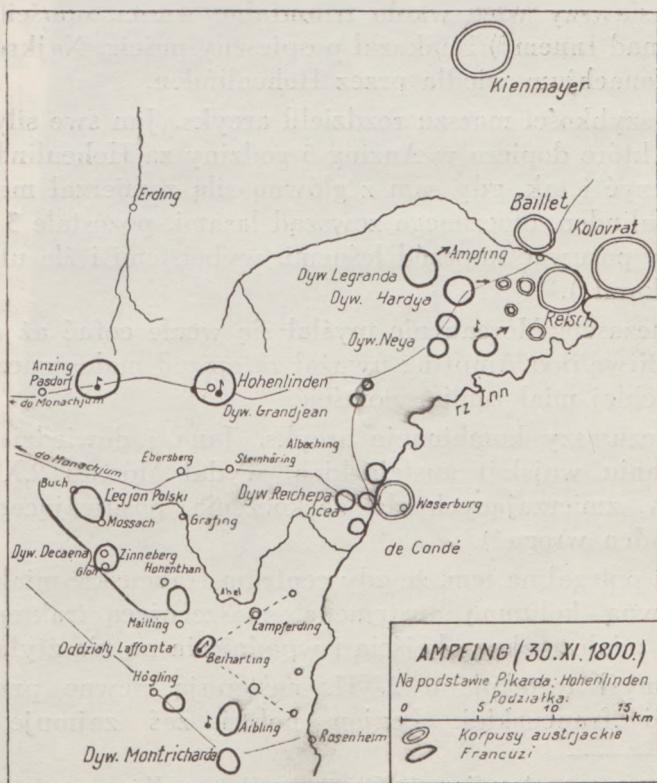 Kienmayer
Erding
Baillet
Kolovrat
Ampfing
Dyw. Legranda
Dyw. Hardya
Reisch
Dyw. Neya
Anzing
Pasdorf
do Monachjum
Hohenlinden
Dyw. Grandjean
rz Inn
Albaching
do Monachjum
Ebersberg
Steinhöring
Buch
Legjon Polski
Mossach
Grafing
Dyw. Reichepa-
ncea
Waserburg
de Condé
Dyw. Decaena
Zinneberg
Glon
Honenthan
Mailling
Lampferding
Oddziały Laffonta
Beiharting
Högling
Aibling
Rosenheim
Dyw. Montricharda
AMPFING (30.XI.1800.)
Na podstawie Pikarda: Hohenlinden
Podziałka:
0 5 10 15
km
Korpusy austrjackie
Francuzi